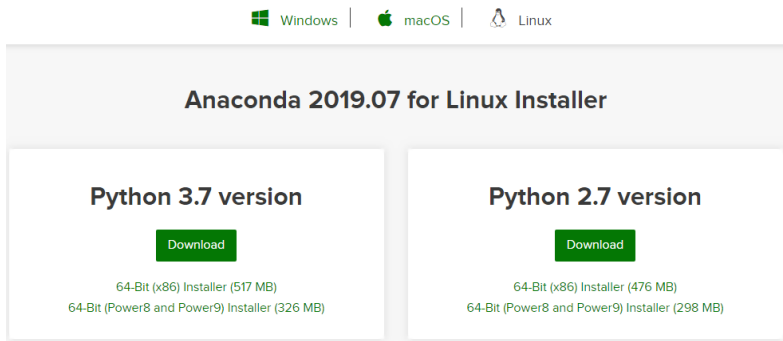 Windows macOS Linux
Anaconda 2019.07 for Linux Installer
Python 3.7 version
Download
64-Bit (x86) Installer (517 MB)
64-Bit (Power8 and Power9) Installer (326 MB)
Python 2.7 version
Download
64-Bit (x86) Installer (476 MB)
64-Bit (Power8 and Power9) Installer (298 MB)